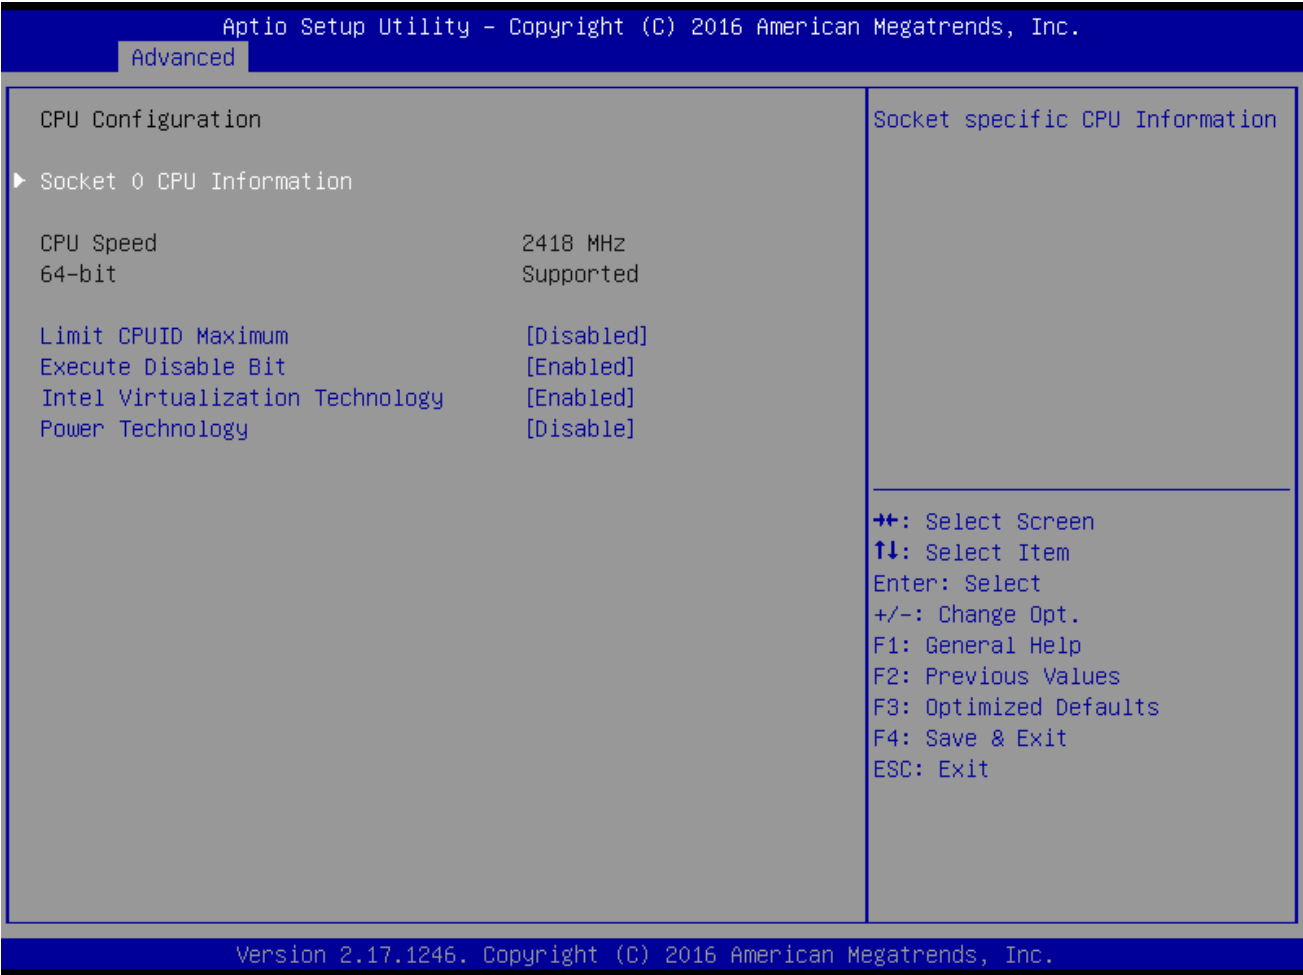 Aptio Setup Utility – Copyright (C) 2016 American Megatrends, Inc.
Advanced
CPU Configuration
Socket 0 CPU Information
CPU Speed 2418 MHz
64-bit Supported
Limit CPUID Maximum [Disabled]
Execute Disable Bit [Enabled]
Intel Virtualization Technology [Enabled]
Power Technology [Disable]
Socket specific CPU Information
→←: Select Screen
↑↓: Select Item
Enter: Select
+/-: Change Opt.
F1: General Help
F2: Previous Values
F3: Optimized Defaults
F4: Save & Exit
ESC: Exit
Version 2.17.1246. Copyright (C) 2016 American Megatrends, Inc.